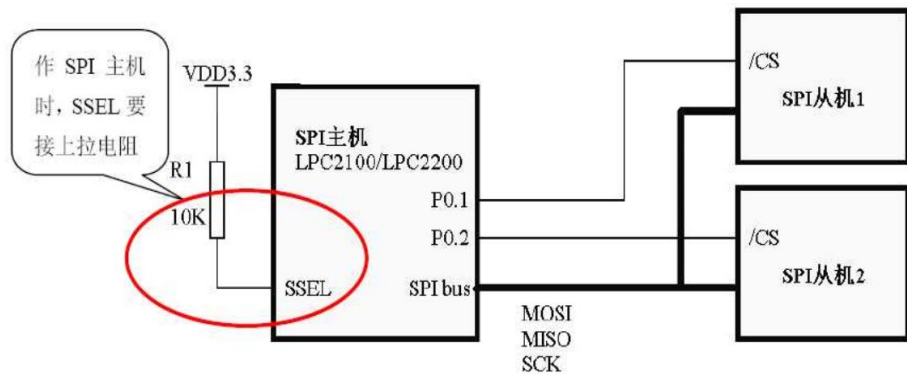 作 SPI 主机
时，SSEL 要
接上拉电阻
VDD3.3
R1
10K
SPI主机
LPC2100/LPC2200
P0.1
P0.2
SSEL
SPI bus
MOSI
MISO
SCK
/CS
SPI从机1
/CS
SPI从机2